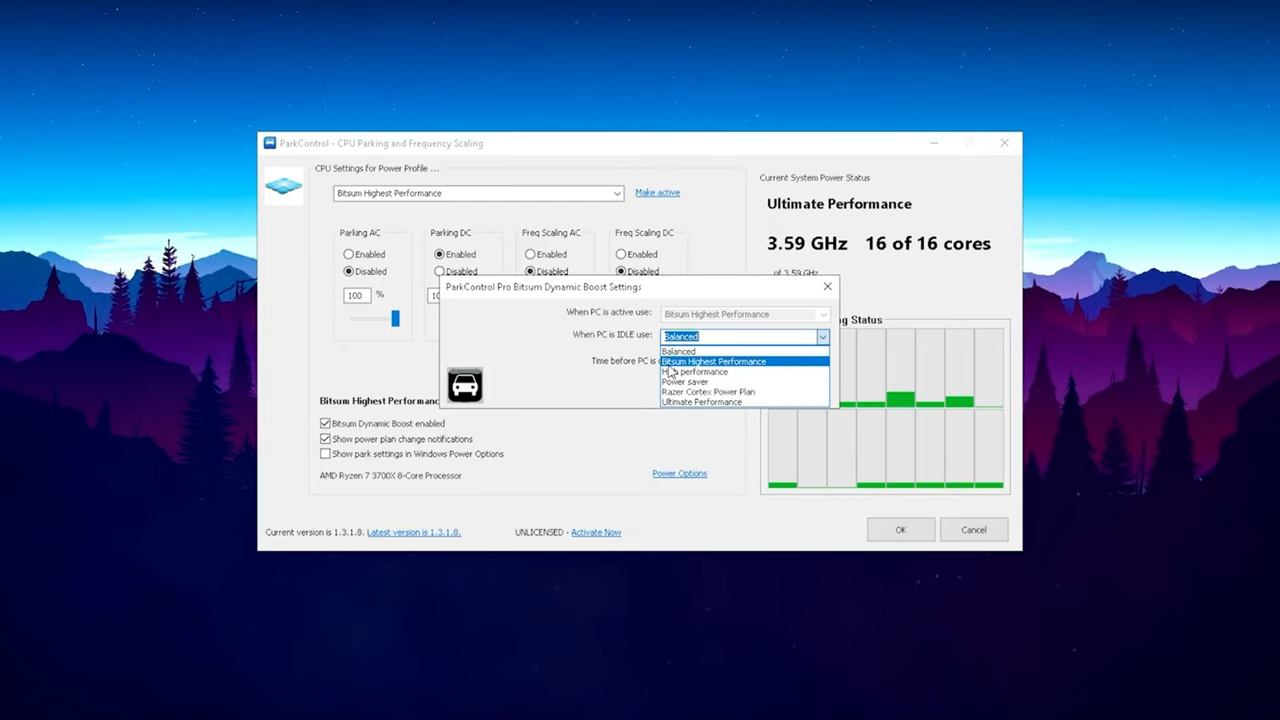 ParkControl - CPU Parking and Frequency Scaling
CPU Settings for Power Profile ...
Bitsum Highest Performance
Make active
Parking AC
Enabled
Disabled
100 %
Parking DC
Enabled
Disabled
10
Freq Scaling AC
Enabled
Disabled
Freq Scaling DC
Enabled
Disabled
Current System Power Status
Ultimate Performance
3.59 GHz 16 of 16 cores
of 3.59 GHz
ParkControl Pro Bitsum Dynamic Boost Settings
When PC is active use: Bitsum Highest Performance
When PC is IDLE use: Balanced
Time before PC is
Balanced
Bitsum Highest Performance
performance
Power saver
Razer Cortex Power Plan
Ultimate Performance
Status
Bitsum Highest
Bitsum Dynamic Boost enabled
Show power plan change notifications
Show park settings in Windows Power Options
AMD Ryzen 7 3700X 8-Core Processor
Power Options
Current version is 1.3.1.8. Latest version is 1.3.1.8.
UNLICENSED - Activate Now
OK
Cancel